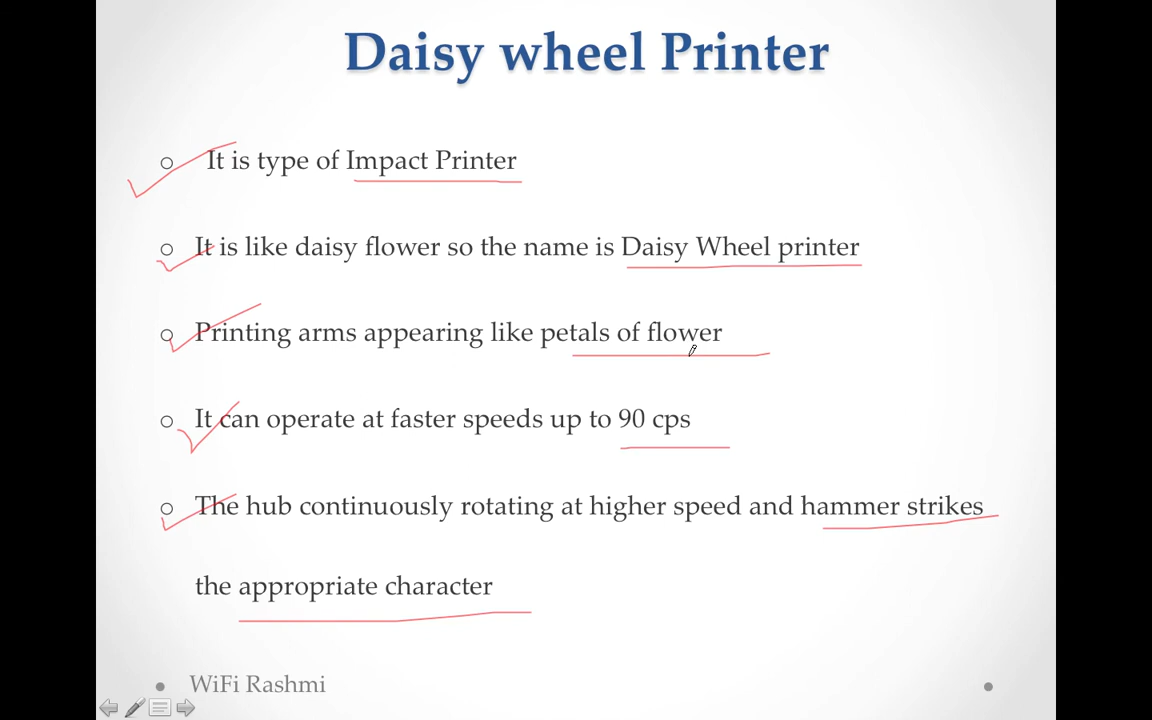 Daisy wheel Printer
It is type of Impact Printer
It is like daisy flower so the name is Daisy Wheel printer
Printing arms appearing like petals of flower
It can operate at faster speeds up to 90 cps
The hub continuously rotating at higher speed and hammer strikes
the appropriate character
WiFi Rashmi